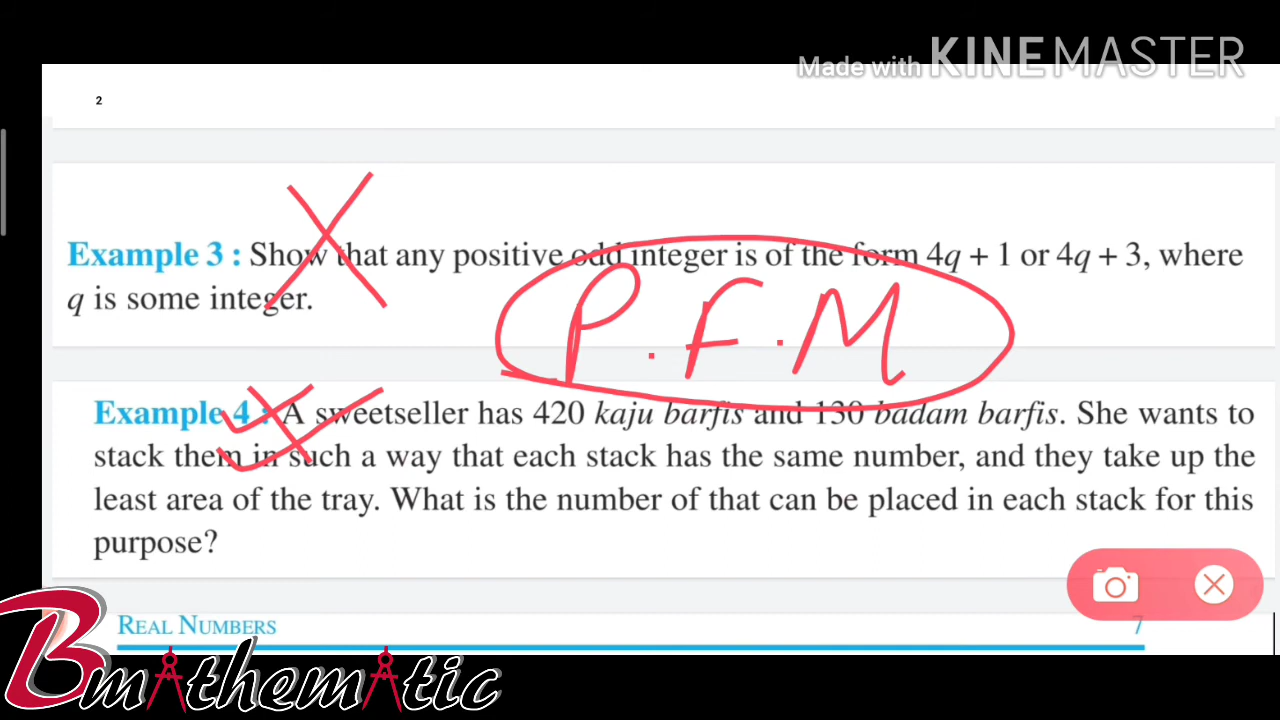 Made with KINEMASTER
2
Example 3 : Show that any positive odd integer is of the form 4q + 1 or 4q + 3, where
q is some integer.
P.F.M
Example 4 : A sweetseller has 420 kaju barfis and 130 badam barfis. She wants to
stack them in such a way that each stack has the same number, and they take up the
least area of the tray. What is the number of that can be placed in each stack for this
purpose?
REAL NUMBERS 7
Bmathematic